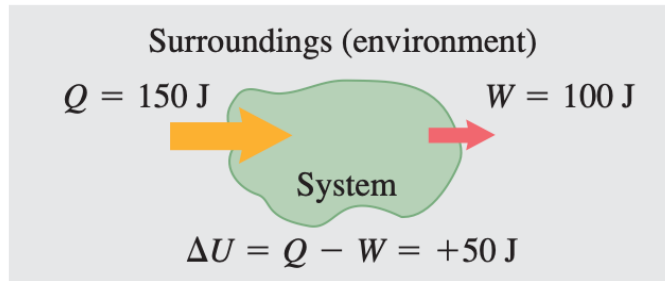 Surroundings (environment)
Q = 150 J
W = 100 J
System
ΔU = Q − W = +50 J